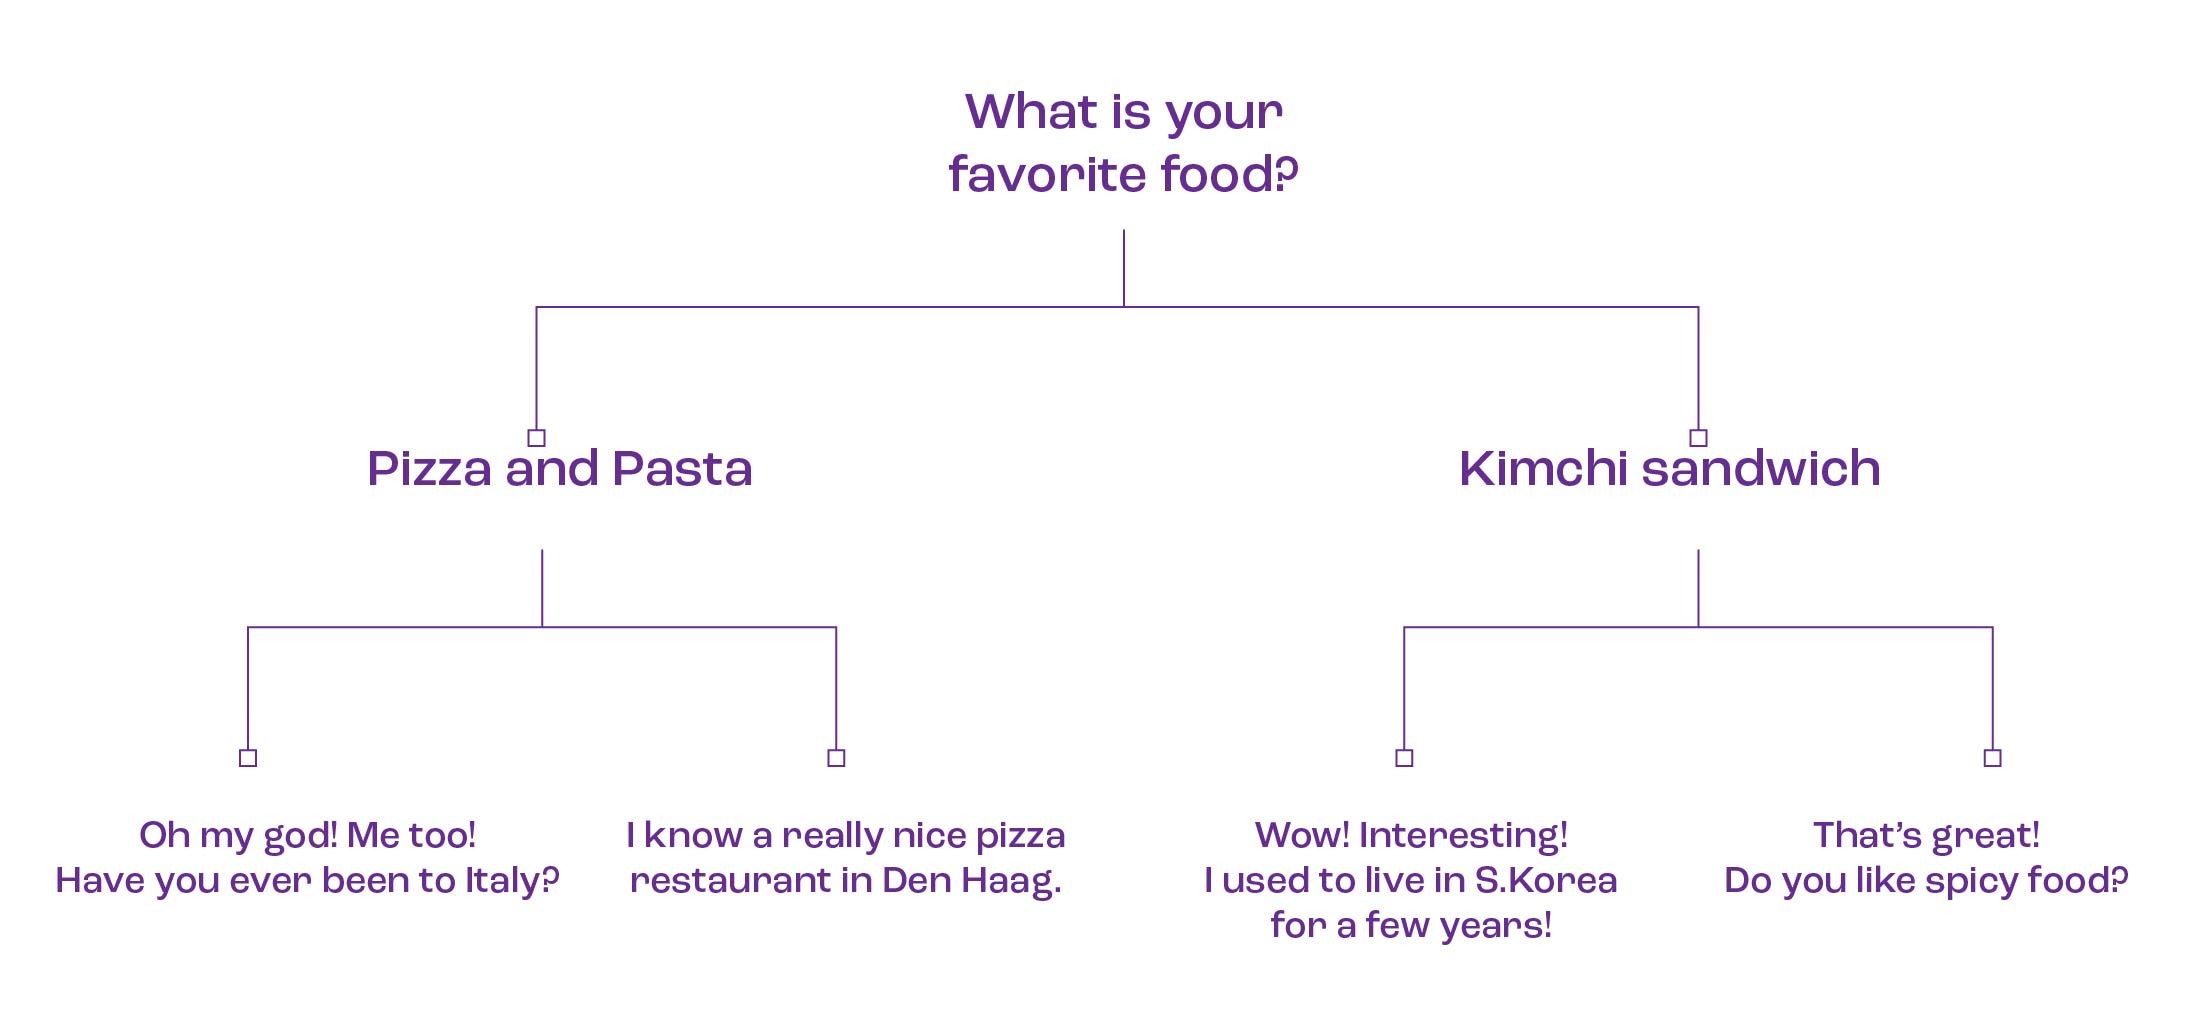 What is your
favorite food?
Pizza and Pasta
Kimchi sandwich
Oh my god! Me too!
Have you ever been to Italy?
I know a really nice pizza
restaurant in Den Haag.
Wow! Interesting!
I used to live in S.Korea
for a few years!
That’s great!
Do you like spicy food?